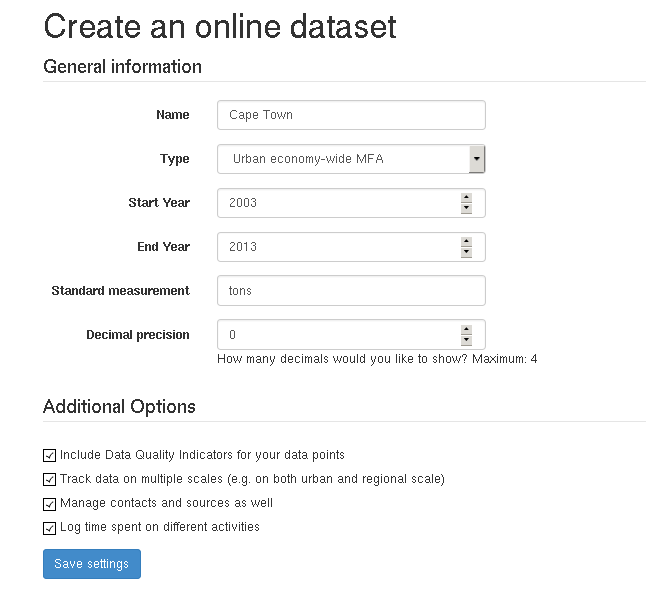 Create an online dataset
General information
Name Cape Town
Type Urban economy-wide MFA
Start Year 2003
End Year 2013
Standard measurement tons
Decimal precision 0
How many decimals would you like to show? Maximum: 4
Additional Options
Include Data Quality Indicators for your data points
Track data on multiple scales (e.g. on both urban and regional scale)
Manage contacts and sources as well
Log time spent on different activities
Save settings